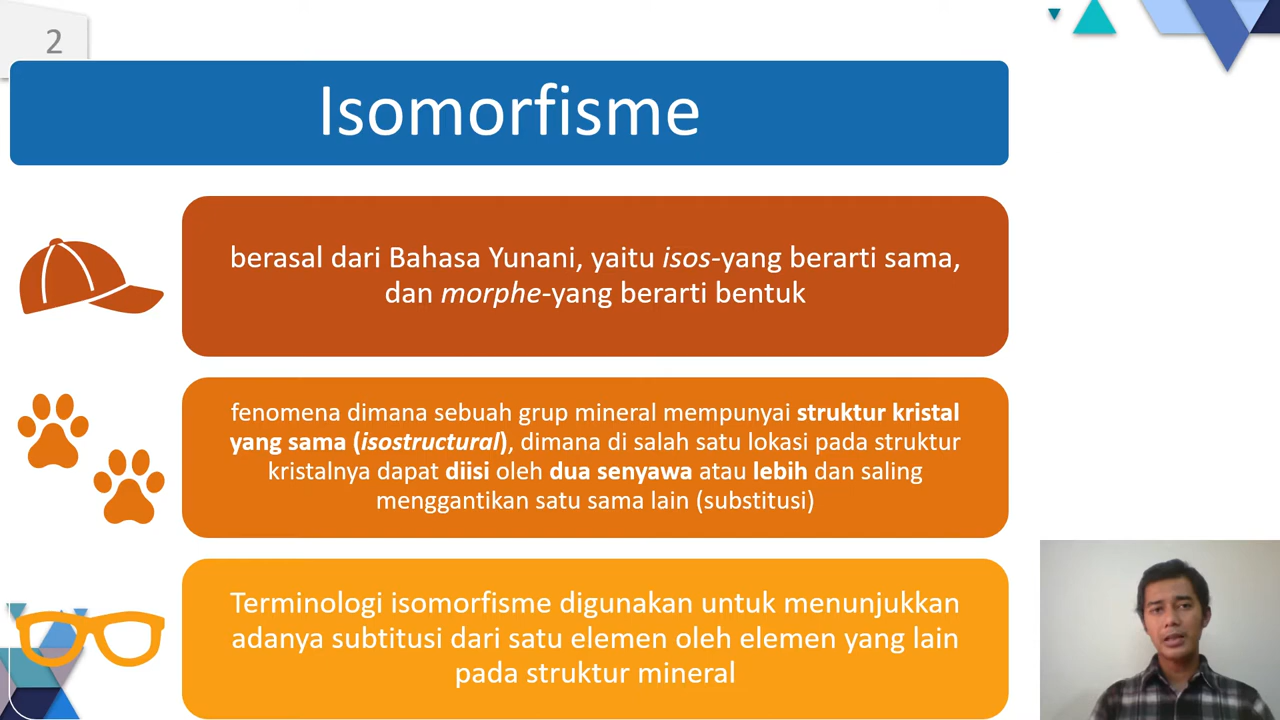 2
Isomorfisme
berasal dari Bahasa Yunani, yaitu isos-yang berarti sama,
dan morphe-yang berarti bentuk
fenomena dimana sebuah grup mineral mempunyai struktur kristal
yang sama (isostructural), dimana di salah satu lokasi pada struktur
kristalnya dapat diisi oleh dua senyawa atau lebih dan saling
menggantikan satu sama lain (substitusi)
Terminologi isomorfisme digunakan untuk menunjukkan
adanya subtitusi dari satu elemen oleh elemen yang lain
pada struktur mineral